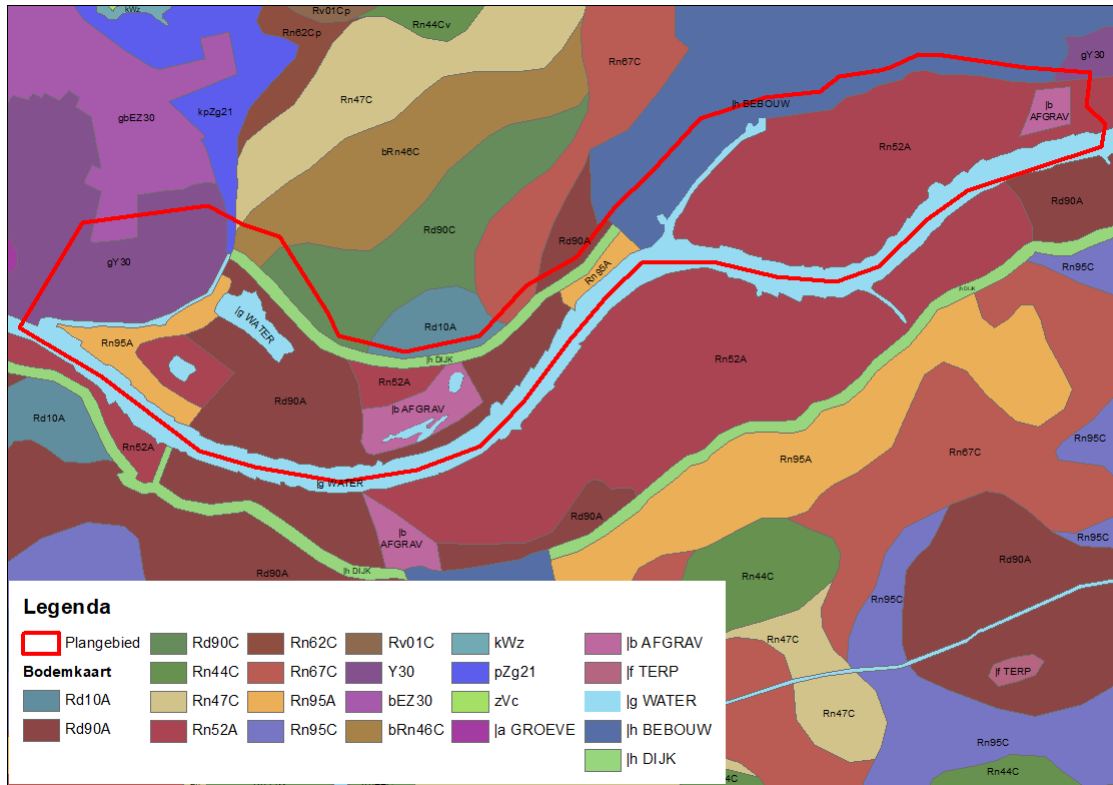 kWz
Rv01Cp
Rn44Cv
Rn62Cp
Rn67C
gY30
Rn47C
|h BEBOUW
|b
AFGRAV
kpZg21
gbEZ30
bRn46C
Rn52A
Rd90A
Rd90C
Rd90A
gY30
Rn95A
Rn95C
|h DIJK
|g WATER
Rd10A
Rn95A
|h DIJK
Rn52A
Rn52A
Rd90A
|b AFGRAV
Rd10A
Rn52A
Rn95A
Rn67C
Rn95C
|g WATER
Rd90A
|b
AFGRAV
Rn95C
Rd90A
|h DIJK
Rn44C
Rd90A
Rn95C
Rn47C
|f TERP
Rn47C
Rn95C
Rn44C
Legenda
Plangebied
Bodemkaart
Rd10A
Rd90A
Rd90C
Rn44C
Rn47C
Rn52A
Rn62C
Rn67C
Rn95A
Rn95C
Rv01C
Y30
bEZ30
bRn46C
kWz
pZg21
zVc
|a GROEVE
|b AFGRAV
|f TERP
|g WATER
|h BEBOUW
|h DIJK